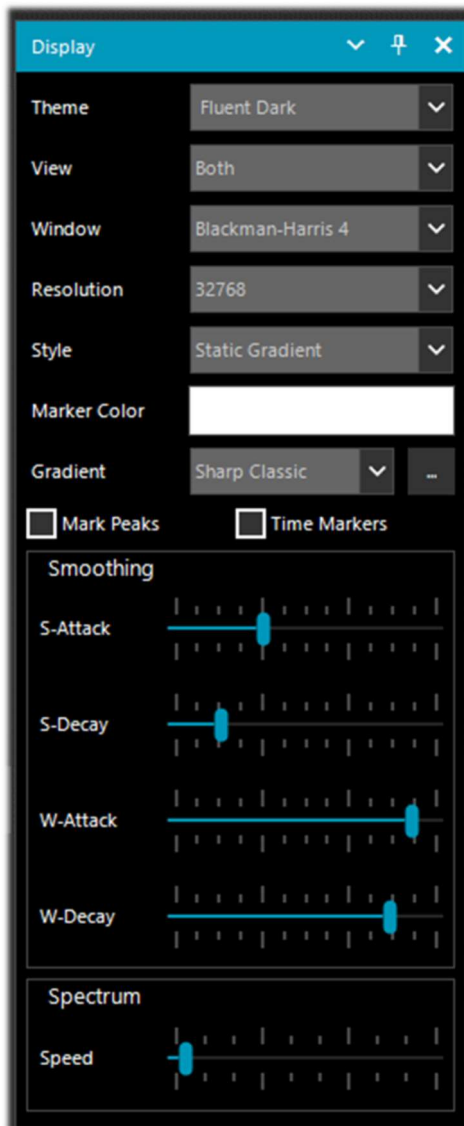 Display
Theme Fluent Dark
View Both
Window Blackman-Harris 4
Resolution 32768
Style Static Gradient
Marker Color
Gradient Sharp Classic ...
Mark Peaks Time Markers
Smoothing
S-Attack
S-Decay
W-Attack
W-Decay
Spectrum
Speed